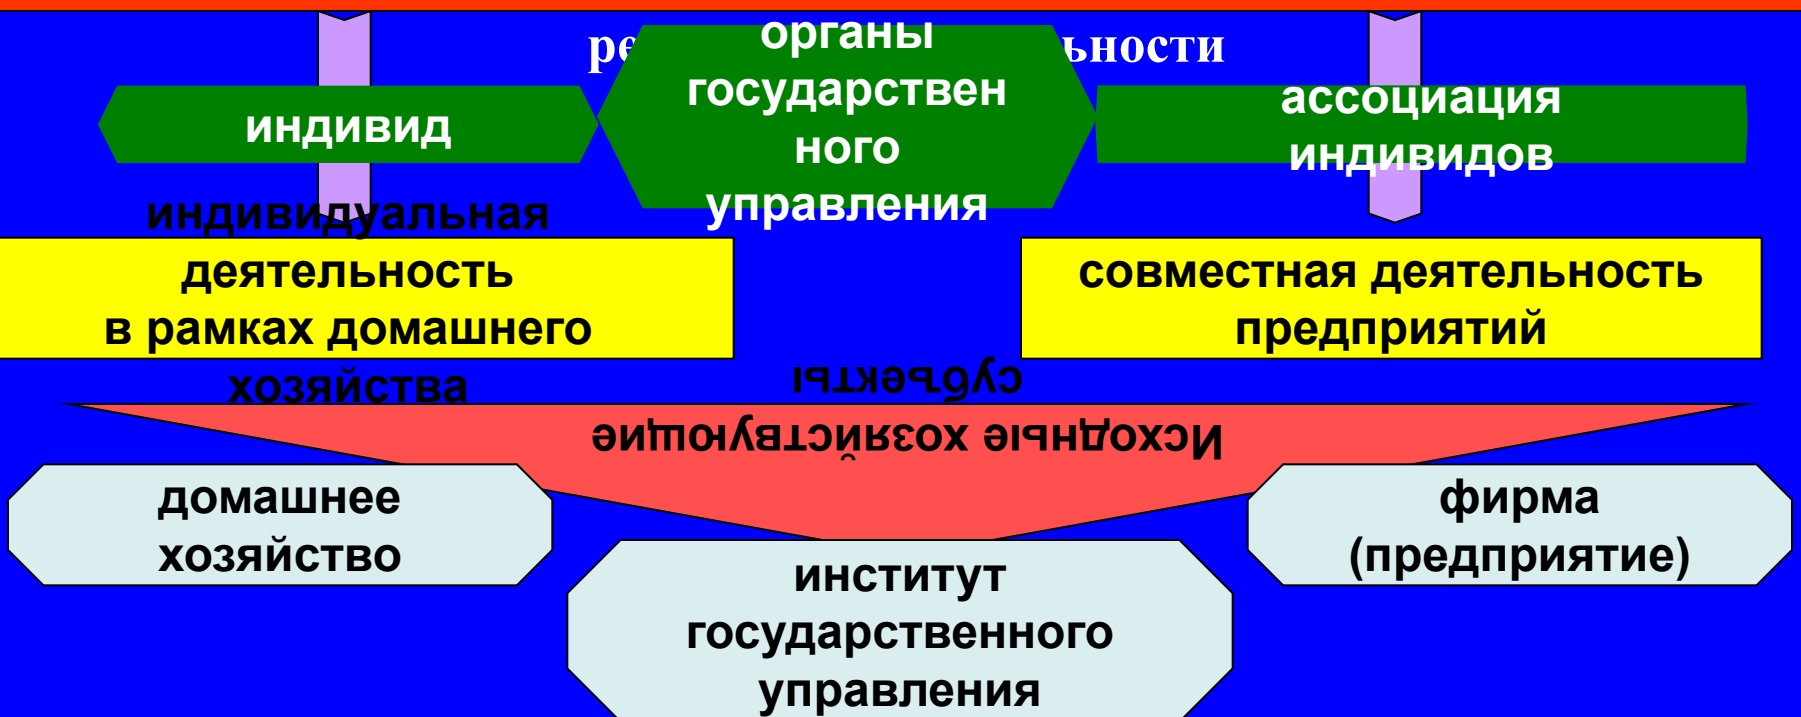 органы
государствен
ного
управления
индивид
ассоциация
индивидов
индивидуальная
деятельность
в рамках домашнего
хозяйства
совместная деятельность
предприятий
Исходные хозяйствующие
субъекты
домашнее
хозяйство
фирма
(предприятие)
институт
государственного
управления